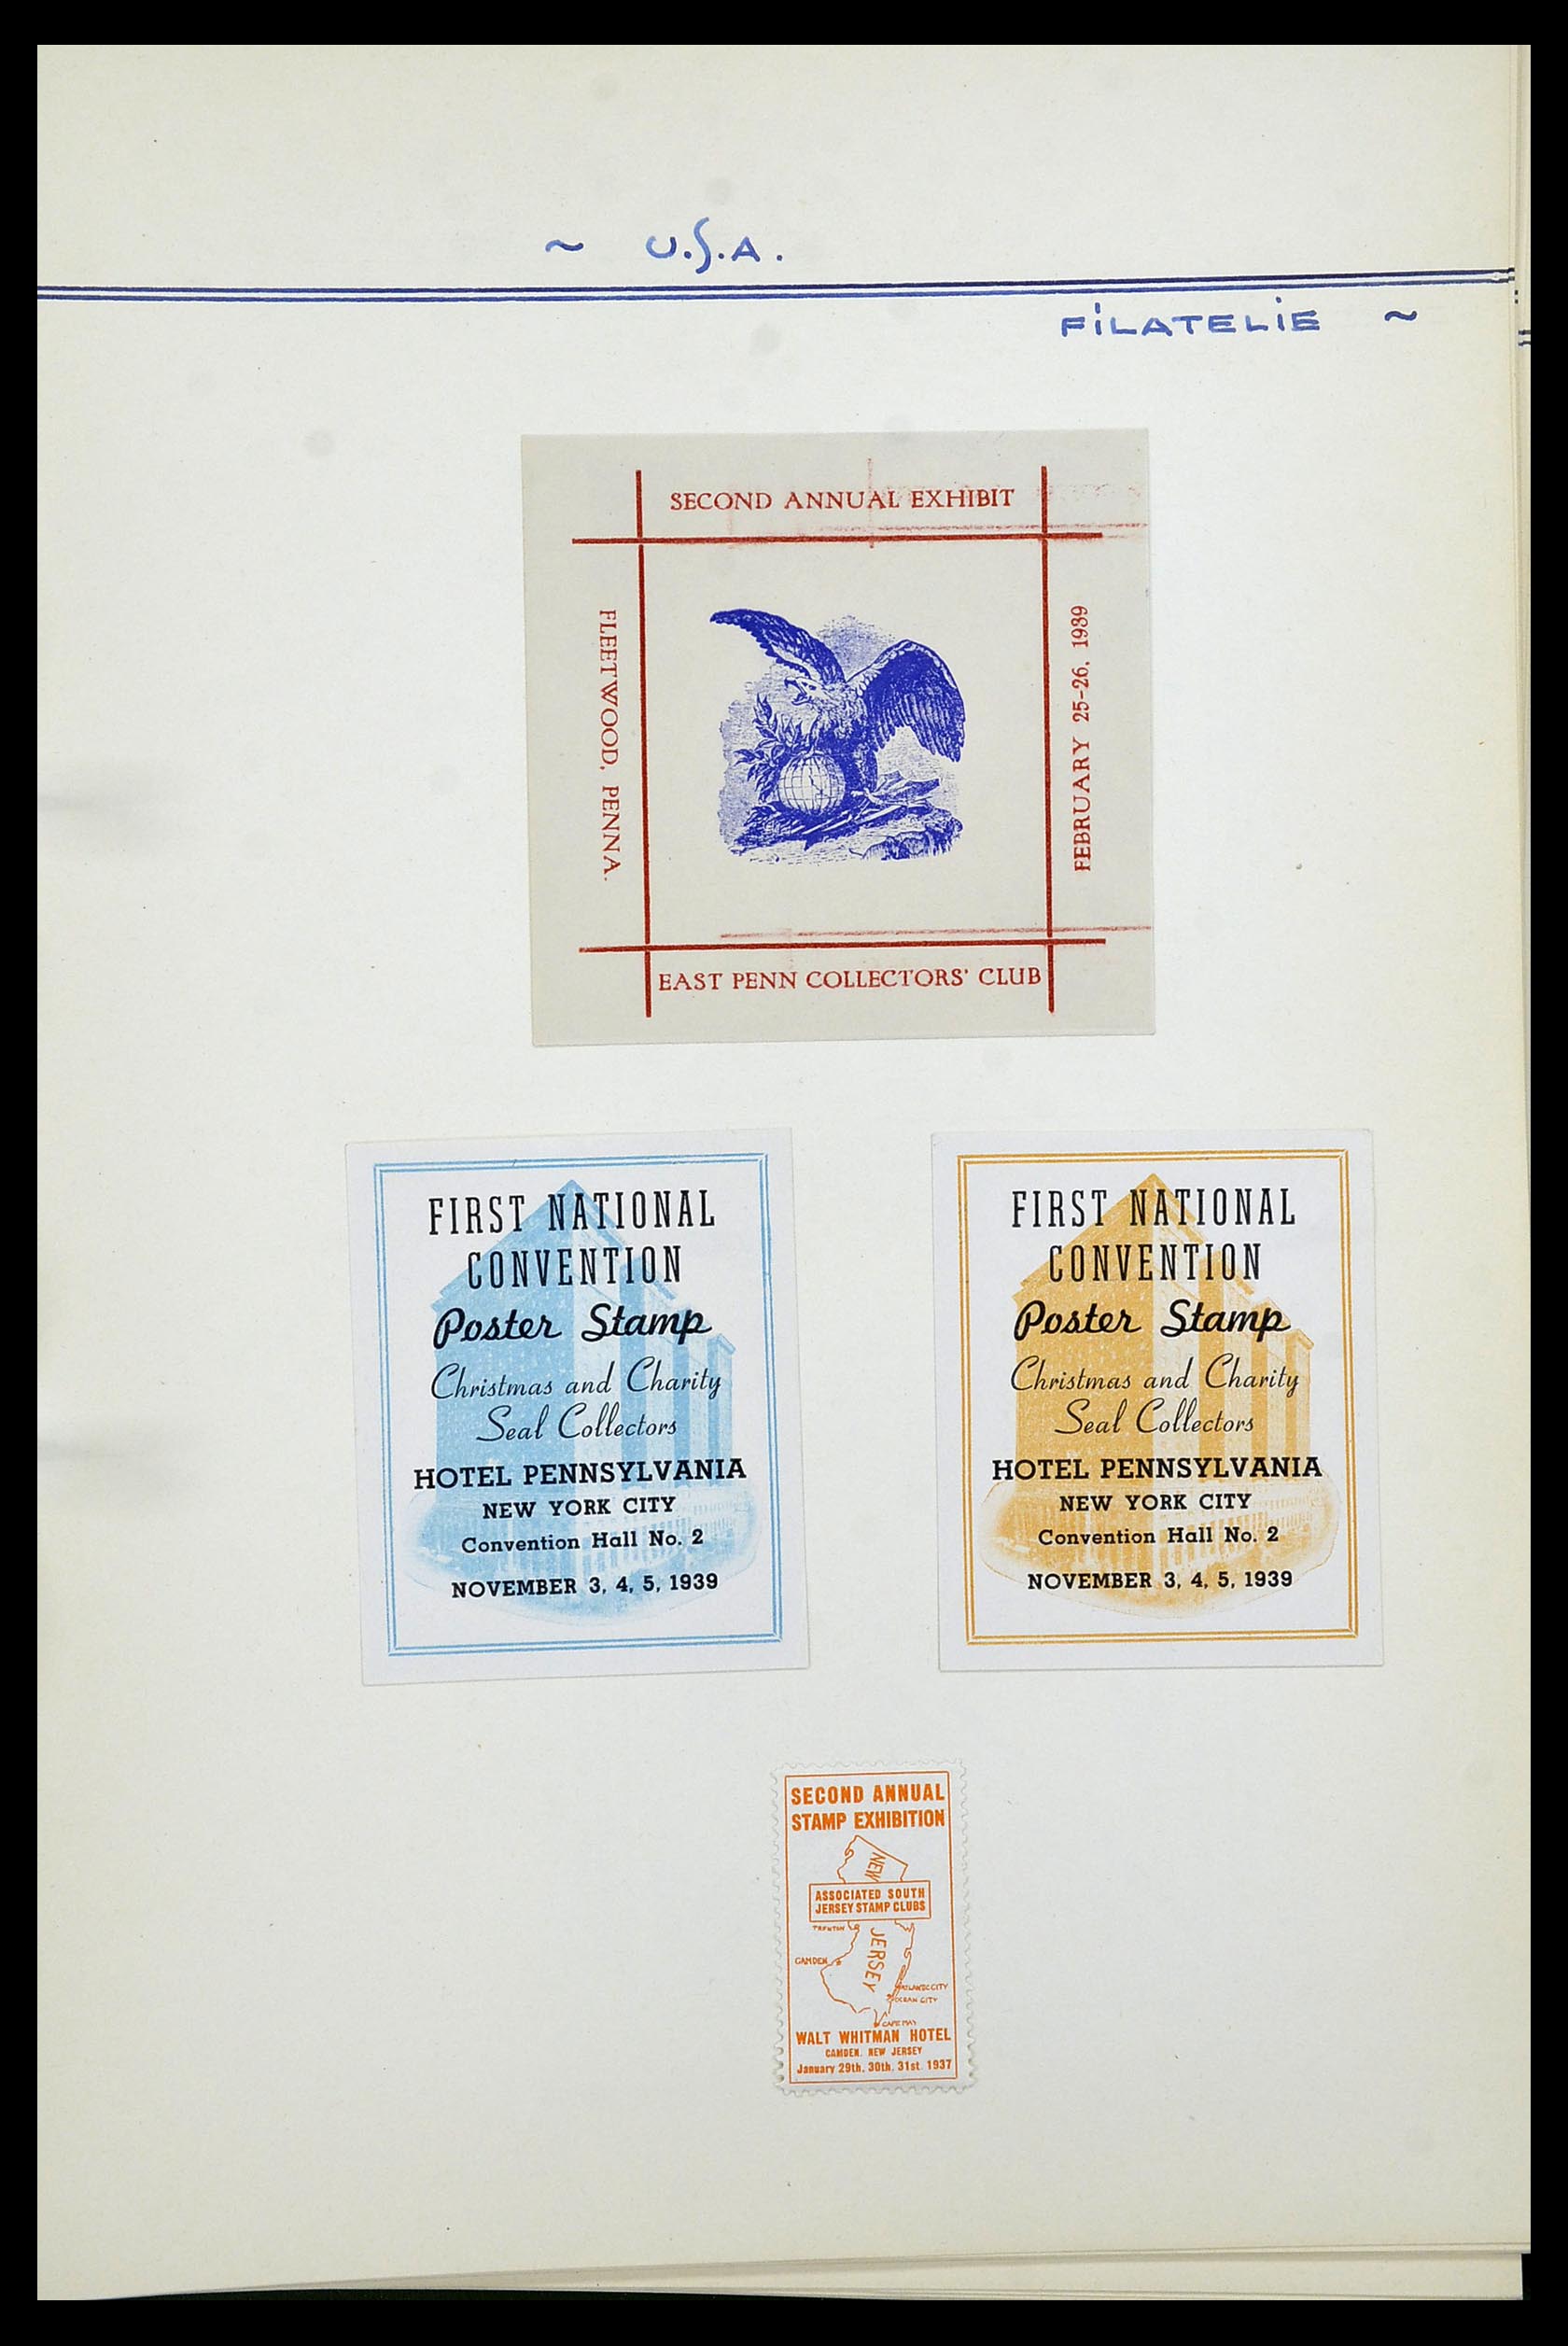 ~ U.S.A.
FILATELIE ~
SECOND ANNUAL EXHIBIT
FLEETWOOD, PENNA.
FEBRUARY 25-26, 1939
EAST PENN COLLECTORS' CLUB
FIRST NATIONAL
CONVENTION
Poster Stamp
Christmas and Charity
Seal Collectors
HOTEL PENNSYLVANIA
NEW YORK CITY
Convention Hall No. 2
NOVEMBER 3, 4, 5, 1939
FIRST NATIONAL
CONVENTION
Poster Stamp
Christmas and Charity
Seal Collectors
HOTEL PENNSYLVANIA
NEW YORK CITY
Convention Hall No. 2
NOVEMBER 3, 4, 5, 1939
SECOND ANNUAL
STAMP EXHIBITION
NEW
ASSOCIATED SOUTH
JERSEY STAMP CLUBS
TRENTON
JERSEY
CAMDEN
ATLANTIC CITY
OCEAN CITY
CAPE MAY
WALT WHITMAN HOTEL
CAMDEN, NEW JERSEY
January 29th, 30th, 31st 1937